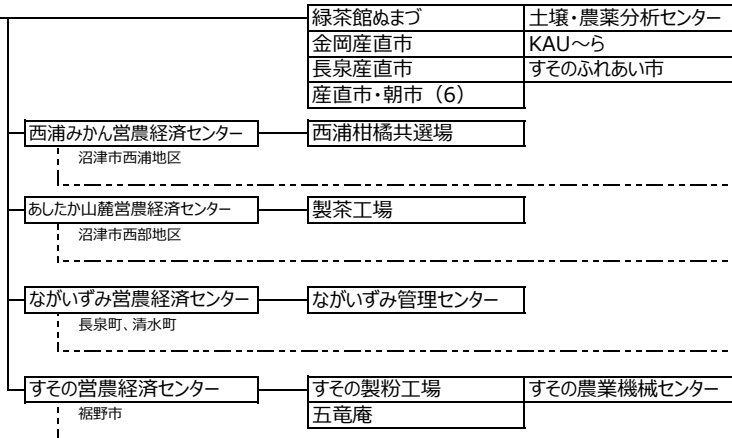 緑茶館ぬまづ 土壌・農薬分析センター
金岡産直市 KAU～ら
長泉産直市 すそのふれあい市
産直市・朝市（6）
西浦みかん営農経済センター 西浦柑橘共選場
沼津市西浦地区
あしたか山麓営農経済センター 製茶工場
沼津市西部地区
ながいずみ営農経済センター ながいずみ管理センター
長泉町、清水町
すその営農経済センター すその製粉工場 すその農業機械センター
五竜庵
裾野市